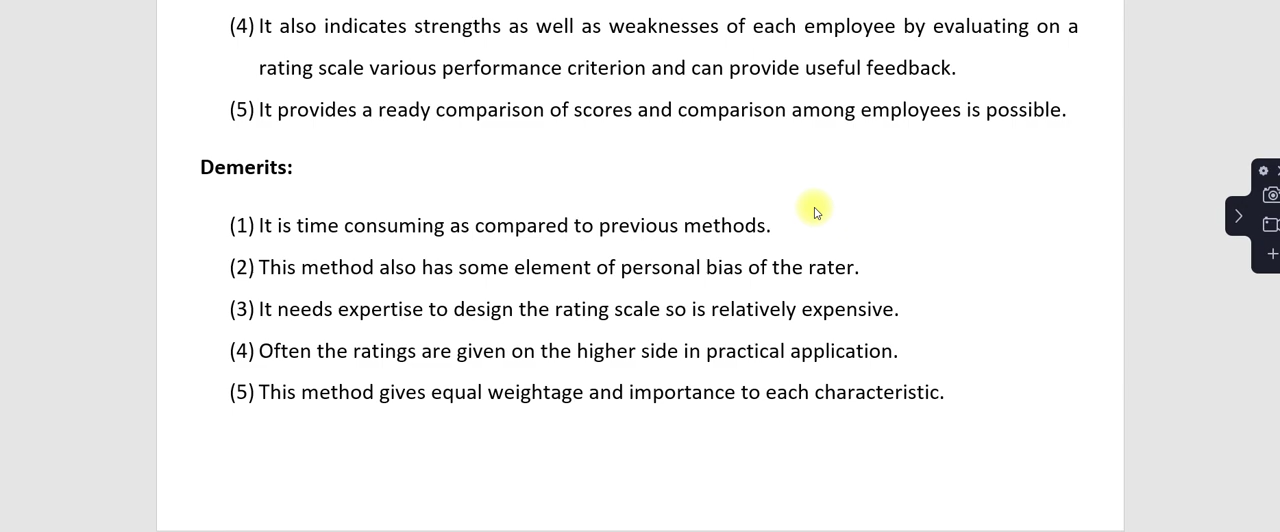 (4) It also indicates strengths as well as weaknesses of each employee by evaluating on a
rating scale various performance criterion and can provide useful feedback.
(5) It provides a ready comparison of scores and comparison among employees is possible.
Demerits:
(1) It is time consuming as compared to previous methods.
(2) This method also has some element of personal bias of the rater.
(3) It needs expertise to design the rating scale so is relatively expensive.
(4) Often the ratings are given on the higher side in practical application.
(5) This method gives equal weightage and importance to each characteristic.